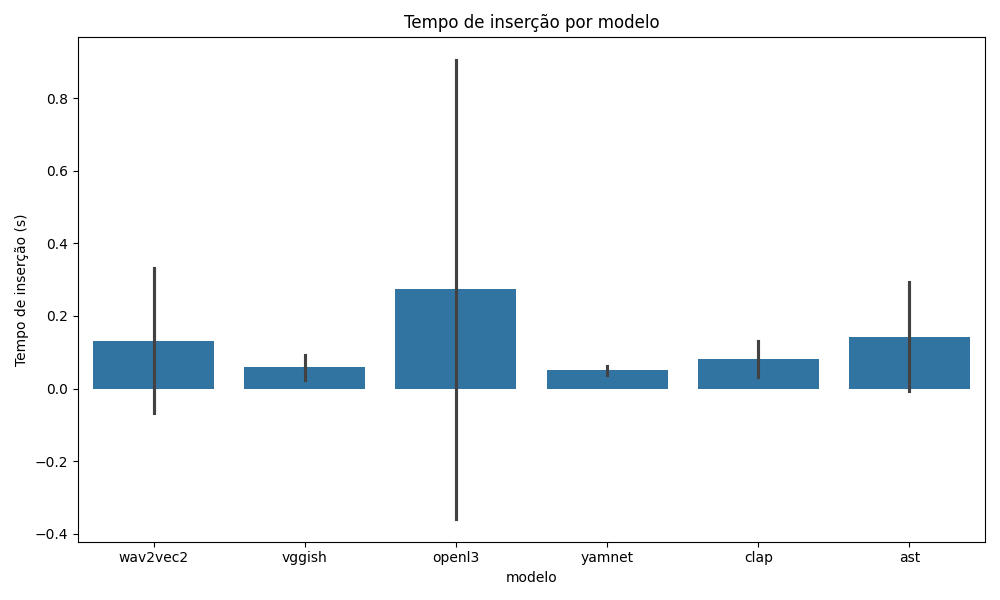 Tempo de inserção por modelo
Tempo de inserção (s)
0.8
0.6
0.4
0.2
0.0
−0.2
−0.4
wav2vec2 vggish openl3 yamnet clap ast
modelo